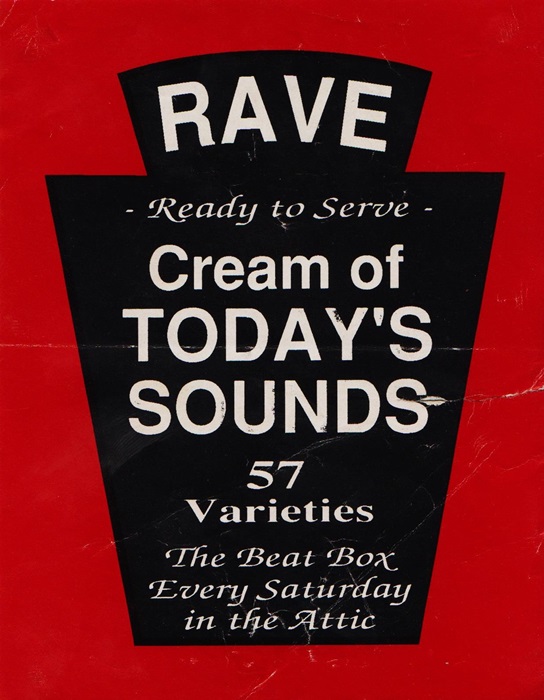 RAVE
- Ready to Serve -
Cream of
TODAY'S
SOUNDS
57
Varieties
The Beat Box
Every Saturday
in the Attic